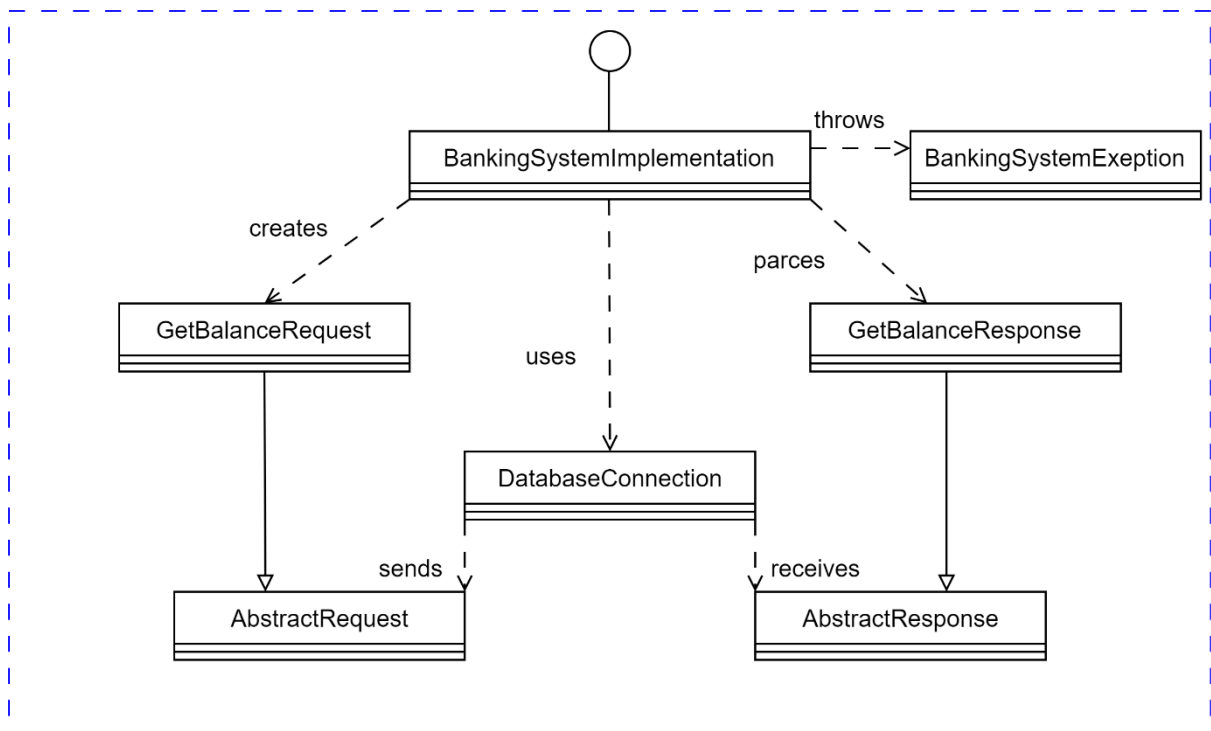 throws
BankingSystemImplementation
BankingSystemExeption
creates
parces
GetBalanceRequest
GetBalanceResponse
uses
DatabaseConnection
sends
receives
AbstractRequest
AbstractResponse